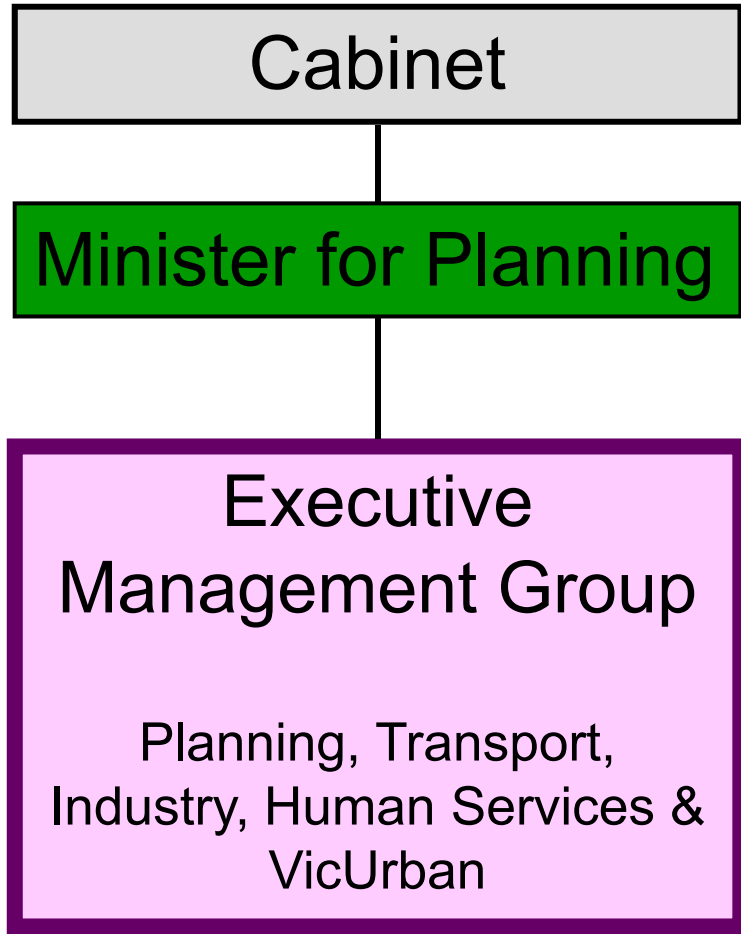 Cabinet
Minister for Planning
Executive
Management Group
Planning, Transport,
Industry, Human Services &
VicUrban